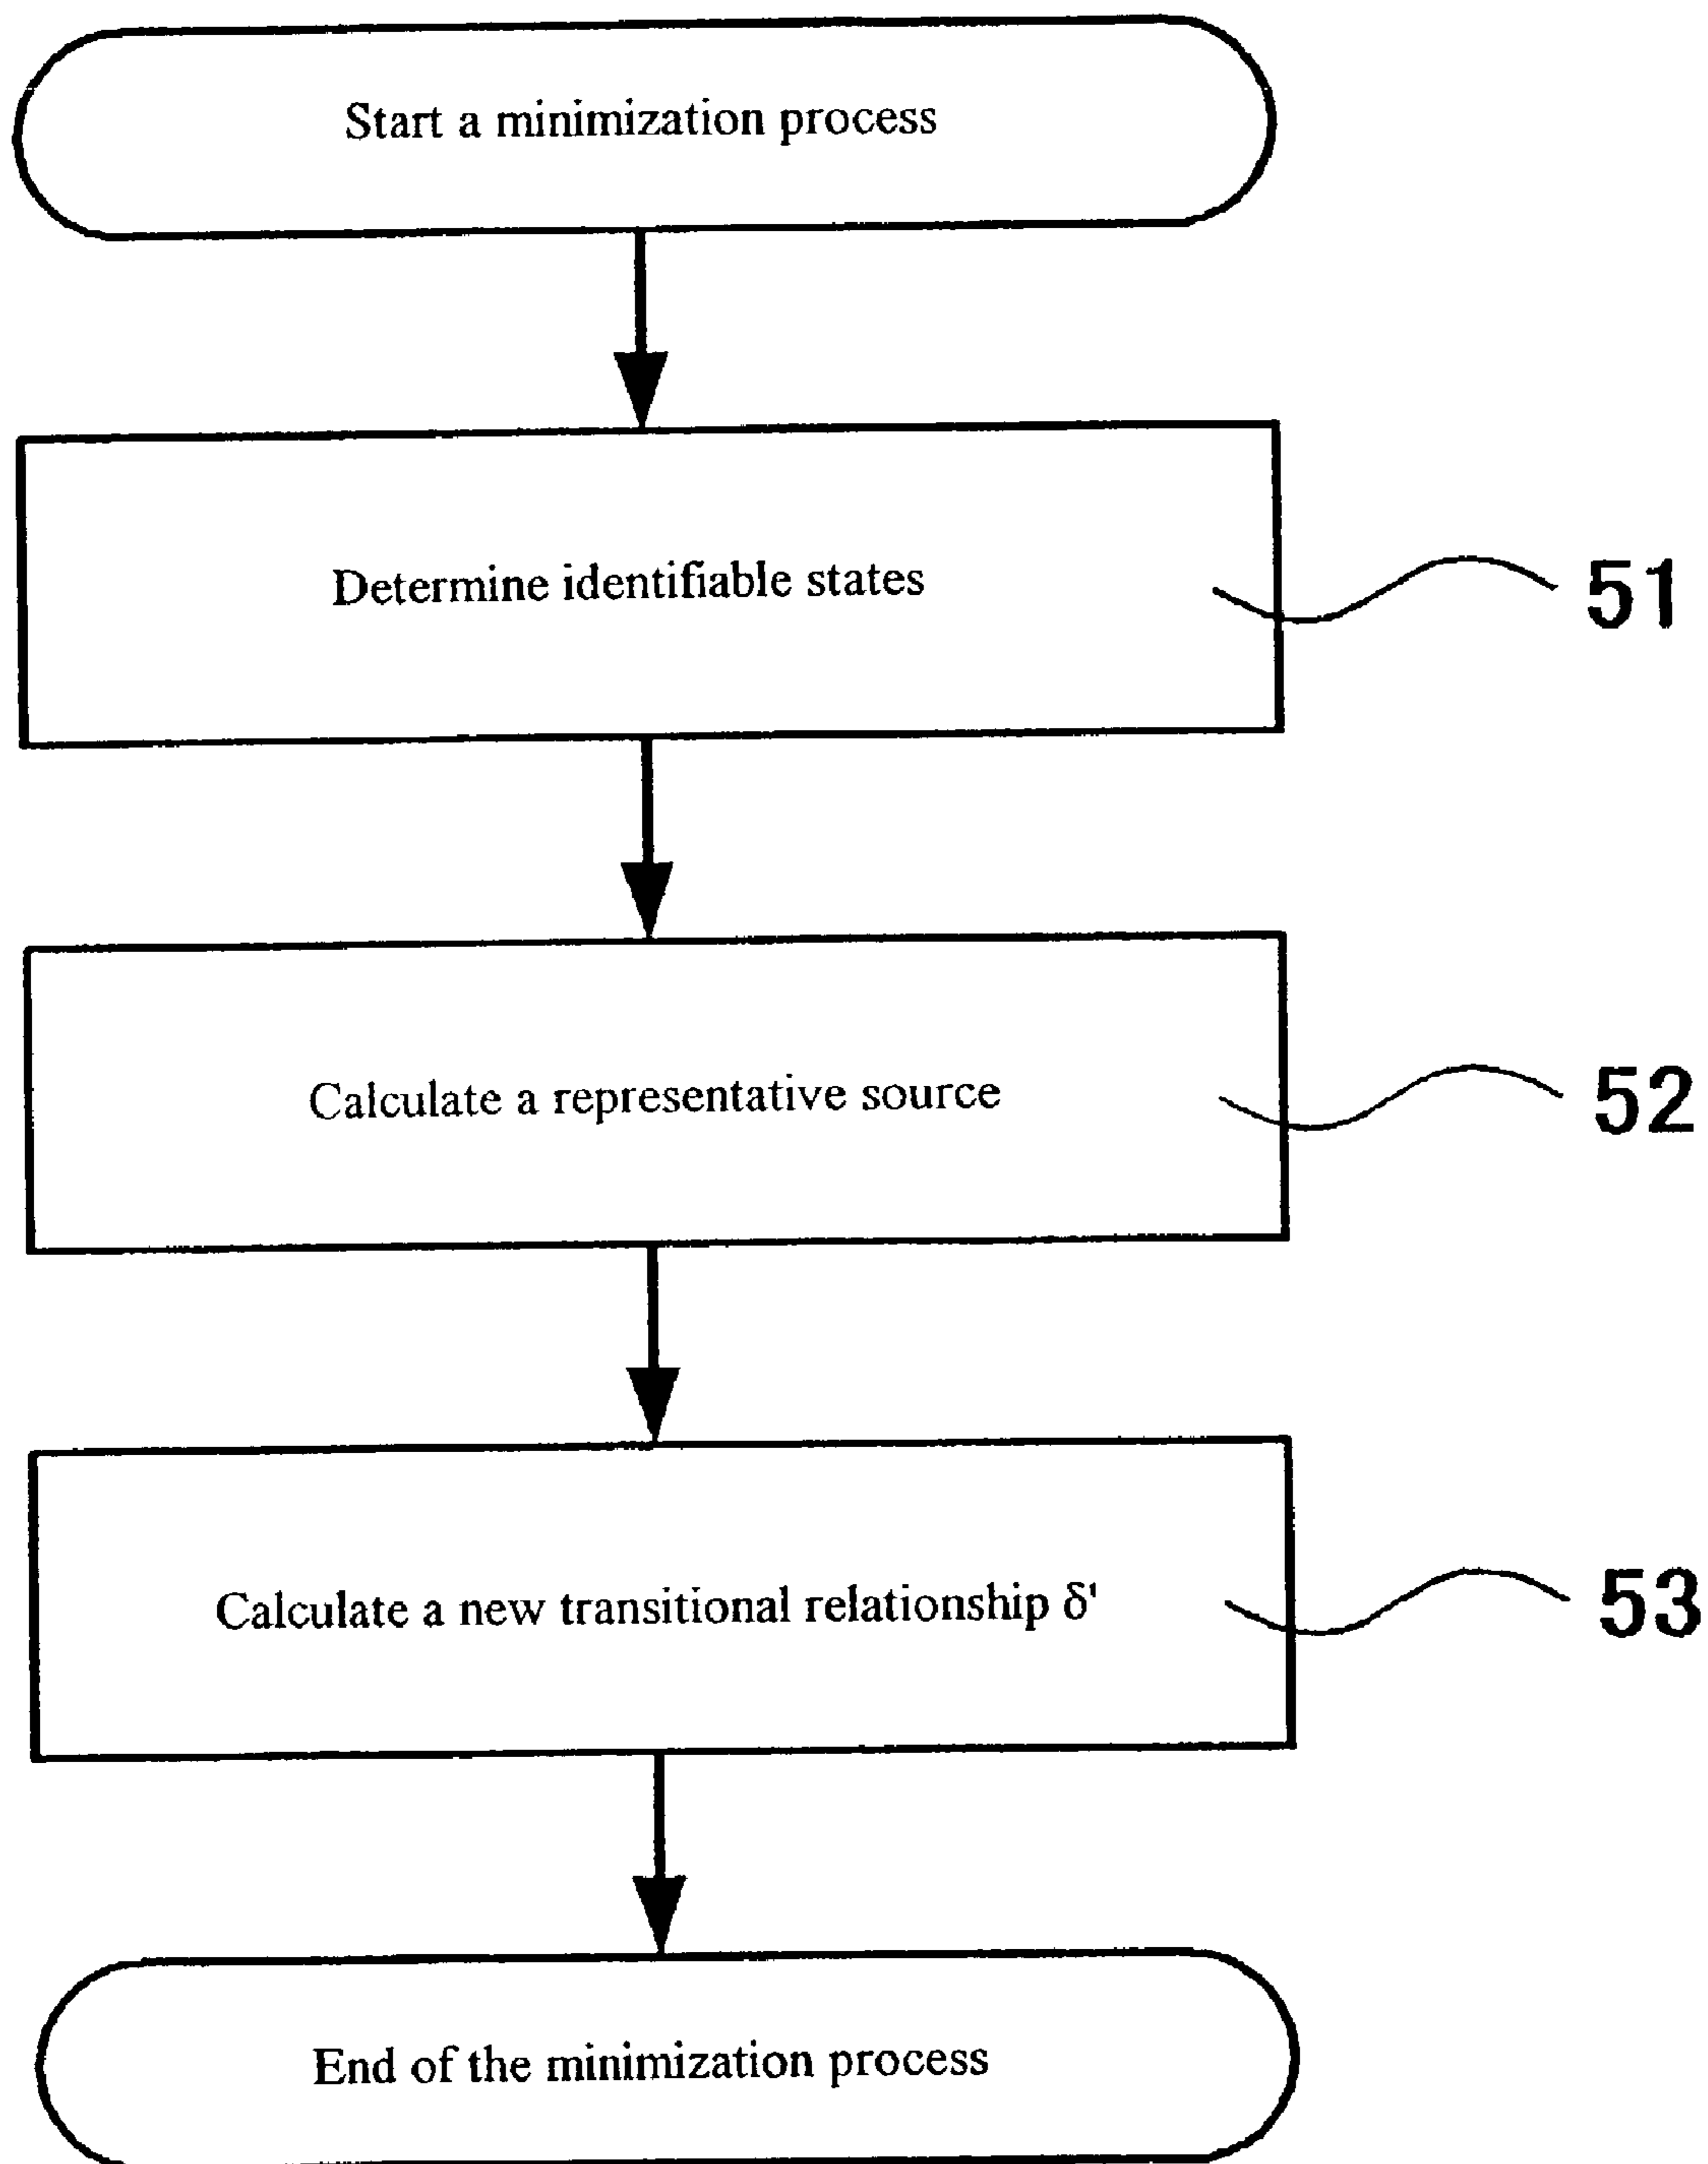 Start a minimization process
Determine identifiable states
51
Calculate a representative source
52
Calculate a new transitional relationship δ'
53
End of the minimization process